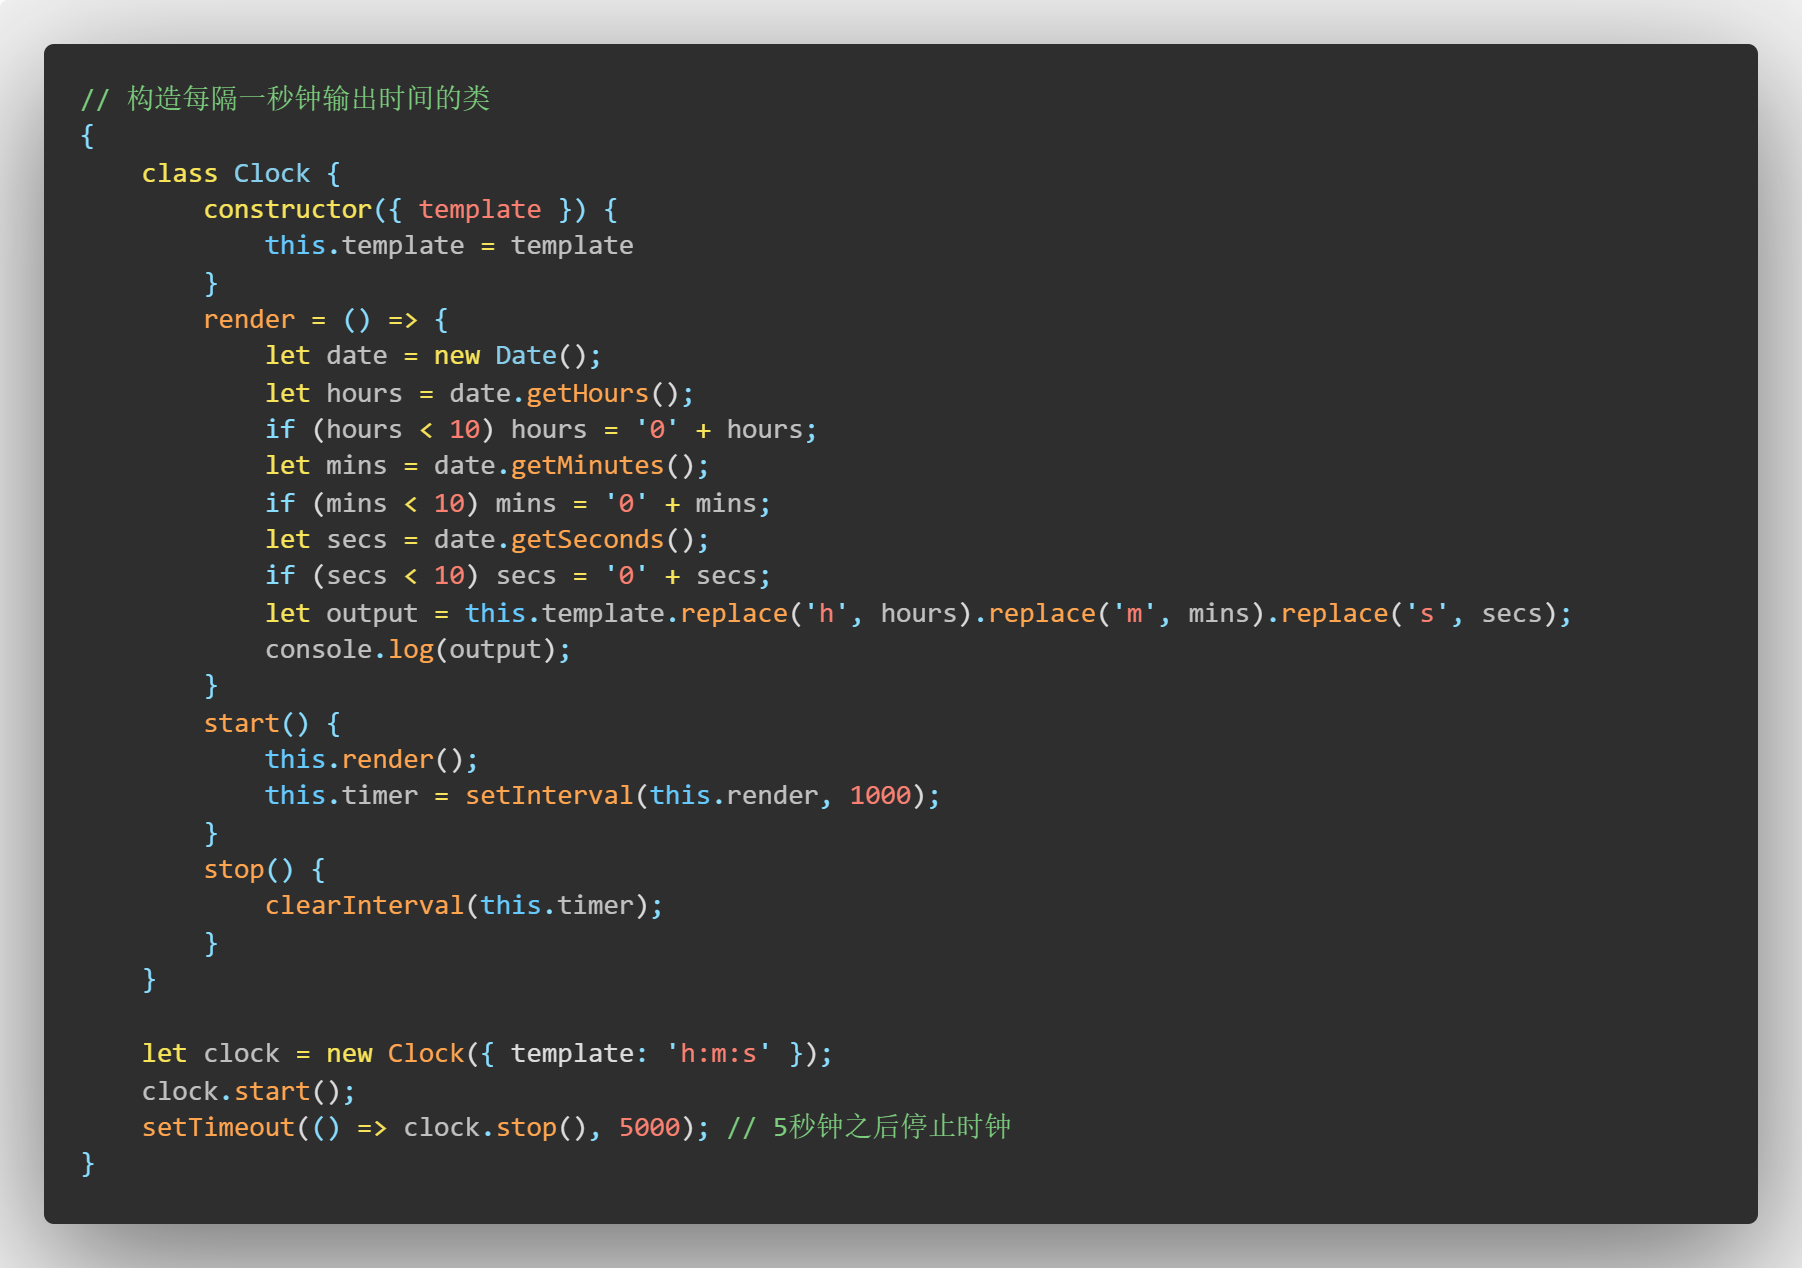 // 构造每隔一秒钟输出时间的类
{
    class Clock {
        constructor({ template }) {
            this.template = template
        }
        render = () => {
            let date = new Date();
            let hours = date.getHours();
            if (hours < 10) hours = '0' + hours;
            let mins = date.getMinutes();
            if (mins < 10) mins = '0' + mins;
            let secs = date.getSeconds();
            if (secs < 10) secs = '0' + secs;
            let output = this.template.replace('h', hours).replace('m', mins).replace('s', secs);
            console.log(output);
        }
        start() {
            this.render();
            this.timer = setInterval(this.render, 1000);
        }
        stop() {
            clearInterval(this.timer);
        }
    }

    let clock = new Clock({ template: 'h:m:s' });
    clock.start();
    setTimeout(() => clock.stop(), 5000); // 5秒钟之后停止时钟
}